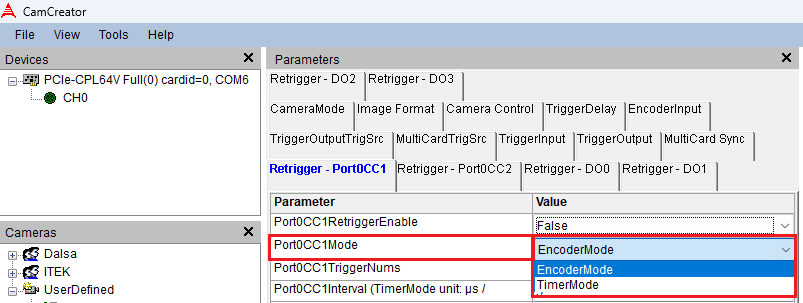 CamCreator
File View Tools Help
Devices
PCIe-CPL64V Full(0) cardid=0, COM6
CH0
Cameras
Dalsa
ITEK
UserDefined
Parameters
Retrigger - DO2 Retrigger - DO3
CameraMode Image Format Camera Control TriggerDelay EncoderInput
TriggerOutputTrigSrc MultiCardTrigSrc TriggerInput TriggerOutput MultiCard Sync
Retrigger - Port0CC1 Retrigger - Port0CC2 Retrigger - DO0 Retrigger - DO1
Parameter Value
Port0CC1RetriggerEnable False
Port0CC1Mode EncoderMode
Port0CC1TriggerNums
Port0CC1Interval (TimerMode unit: µs /
EncoderMode
TimerMode